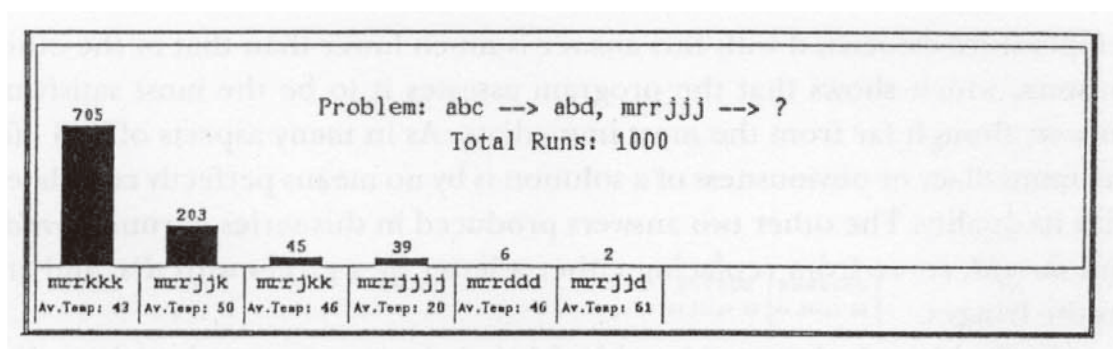 Problem: abc --> abd, mrrjjj --> ?
Total Runs: 1000
705
203
45
39
6
2
mrrkkk mrrjjk mrrjkk mrrjjjj mrrddd mrrjjd
Av.Temp: 43 Av.Temp: 50 Av.Temp: 46 Av.Temp: 20 Av.Temp: 46 Av.Temp: 61